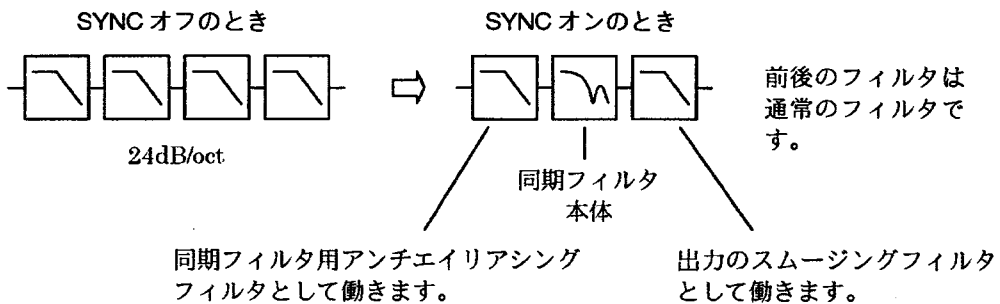 SYNC オフのとき
SYNC オンのとき
前後のフィルタは
通常のフィルタで
す。
24dB/oct
同期フィルタ
本体
同期フィルタ用アンチエイリアシング
フィルタとして働きます。
出力のスムージングフィルタ
として働きます。